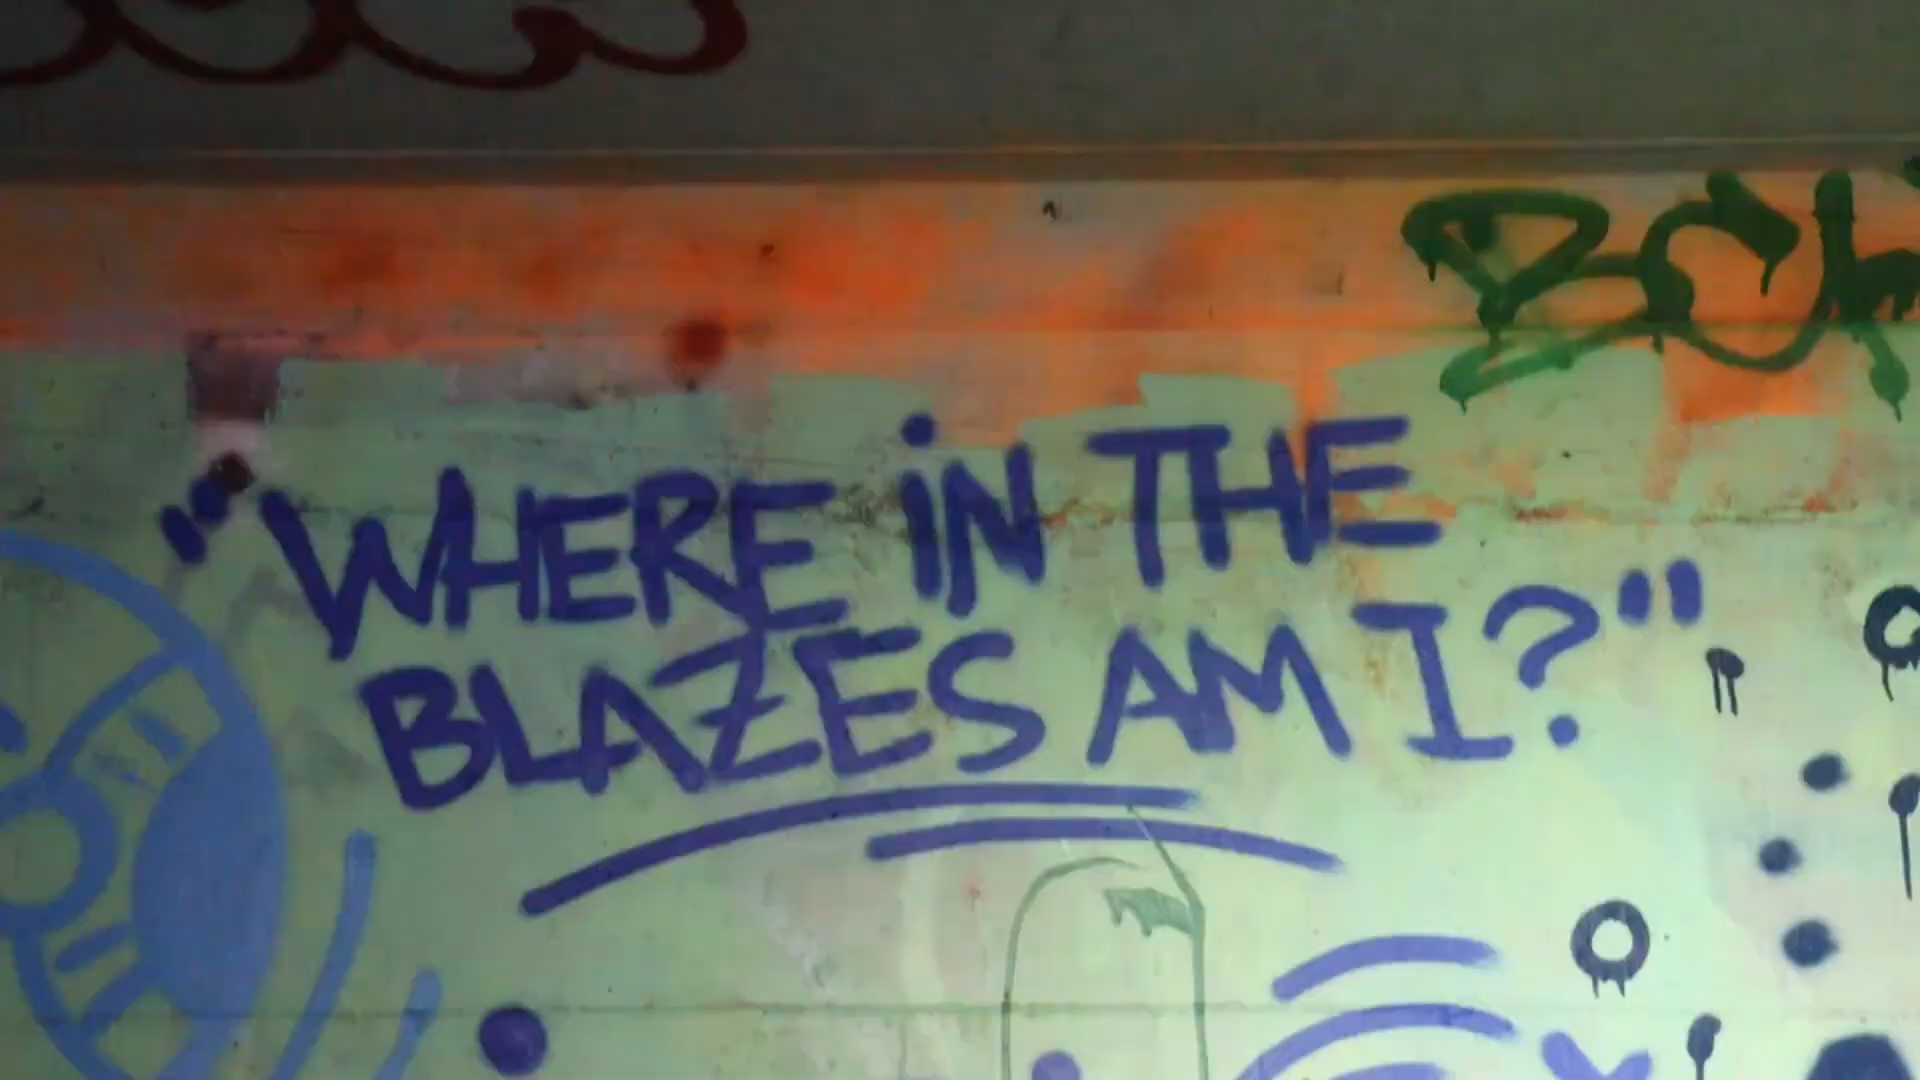 "WHERE iN THE
BLAZES AM I?"